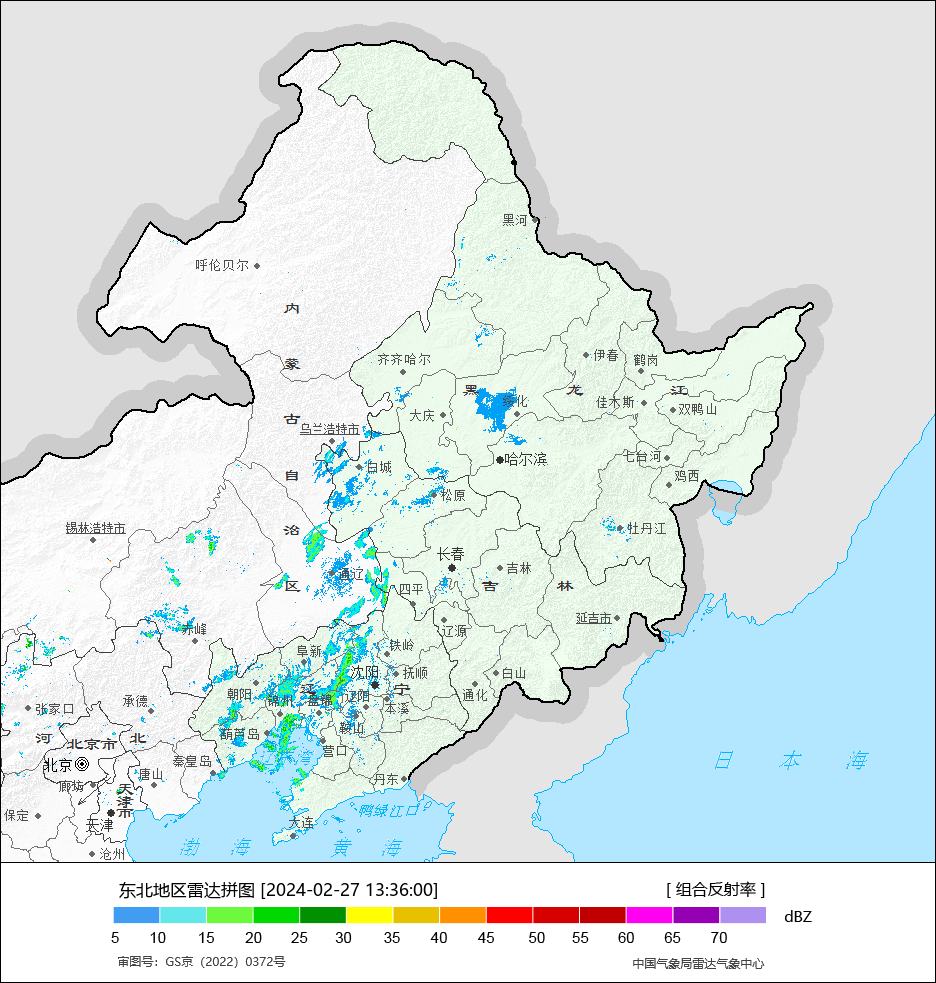 黑河
呼伦贝尔
内
蒙
古
自
治
区
齐齐哈尔
伊春
鹤岗
黑
龙
江
绥化
佳木斯
双鸭山
大庆
乌兰浩特市
哈尔滨
七台河
白城
鸡西
松原
锡林浩特市
牡丹江
长春
通辽
吉林
四平
吉
林
延吉市
赤峰
辽源
铁岭
阜新
沈阳
抚顺
白山
朝阳
辽
宁
通化
锦州
盘锦
辽阳
本溪
承德
张家口
葫芦岛
鞍山
河
北京市
北
营口
日 本 海
北京
秦皇岛
唐山
丹东
廊坊
天
津
市
鸭绿江口
保定
天津
大连
渤 海
黄 海
沧州
东北地区雷达拼图 [2024-02-27 13:36:00]
[ 组合反射率 ]
dBZ
5 10 15 20 25 30 35 40 45 50 55 60 65 70
审图号：GS京（2022）0372号
中国气象局雷达气象中心